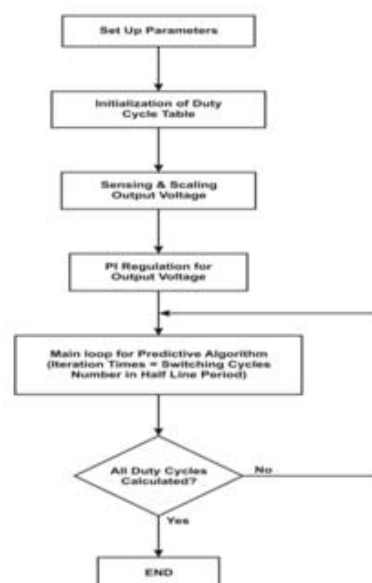 Set Up Parameters
Initialization of Duty
Cycle Table
Sensing & Scaling
Output Voltage
PI Regulation for
Output Voltage
Main loop for Predictive Algorithm
(Iteration Times = Switching Cycles
Number in Half Line Period)
All Duty Cycles
Calculated?
No
Yes
END